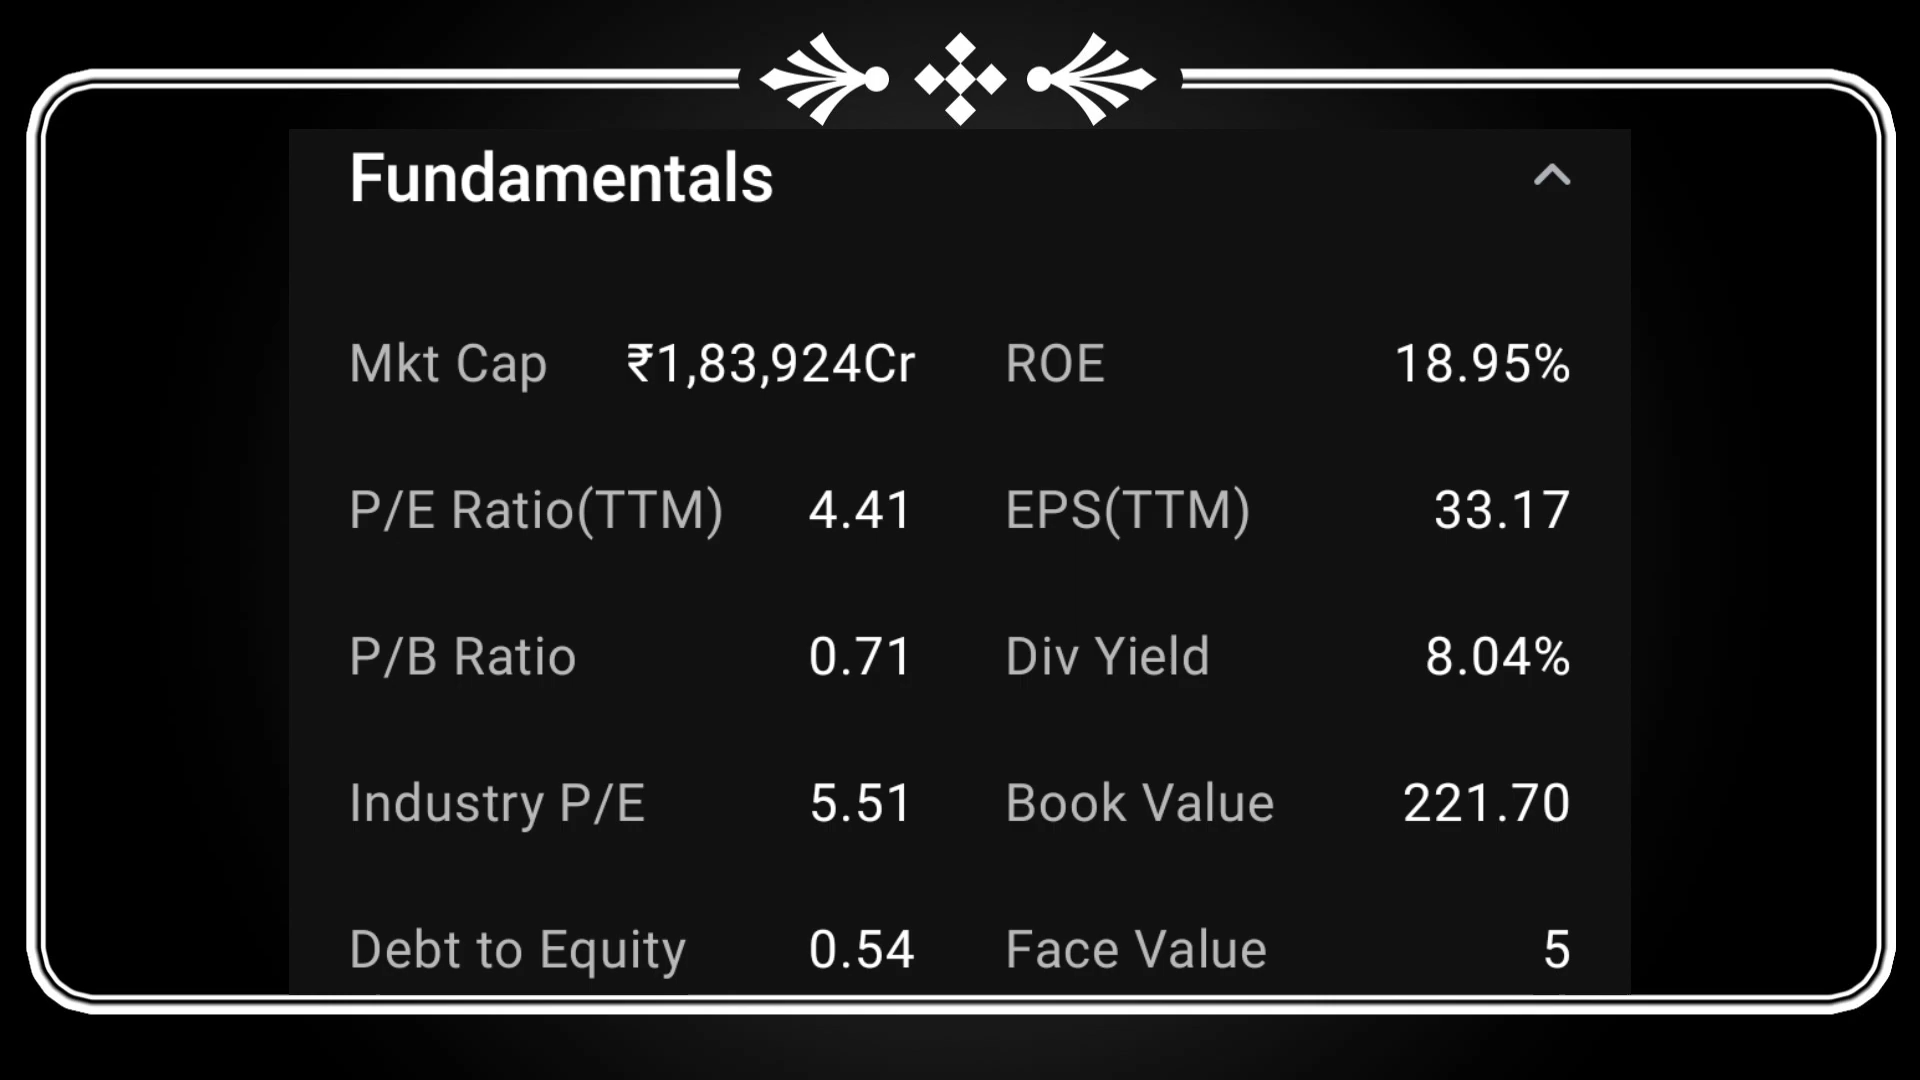 Fundamentals
Mkt Cap ₹1,83,924Cr ROE 18.95%
P/E Ratio(TTM) 4.41 EPS(TTM) 33.17
P/B Ratio 0.71 Div Yield 8.04%
Industry P/E 5.51 Book Value 221.70
Debt to Equity 0.54 Face Value 5